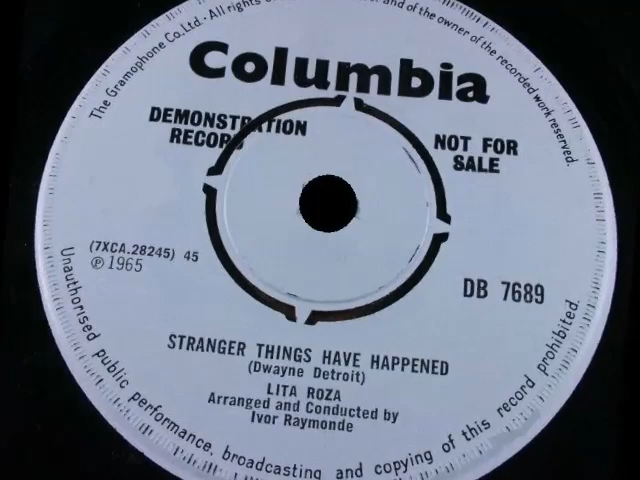 The Gramophone Co.Ltd. · All rights of
and of the owner of the recorded work reserved.
Columbia
DEMONSTRATION
RECORD
NOT FOR
SALE
(7XCA.28245) 45
℗ 1965
DB 7689
STRANGER THINGS HAVE HAPPENED
(Dwayne Detroit)
LITA ROZA
Arranged and Conducted by
Ivor Raymonde
Unauthorised public performance, broadcasting and copying of this record prohibited.